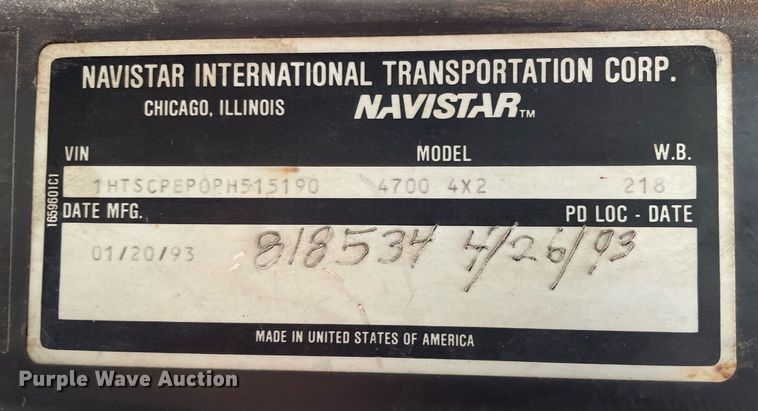 NAVISTAR INTERNATIONAL TRANSPORTATION CORP.
CHICAGO, ILLINOIS NAVISTAR™
VIN MODEL W.B.
1HTSCPEP0PH515190 4700 4X2 218
1659601C1
DATE MFG. PD LOC - DATE
01/20/93 818534 4/26/93
MADE IN UNITED STATES OF AMERICA
Purple Wave Auction